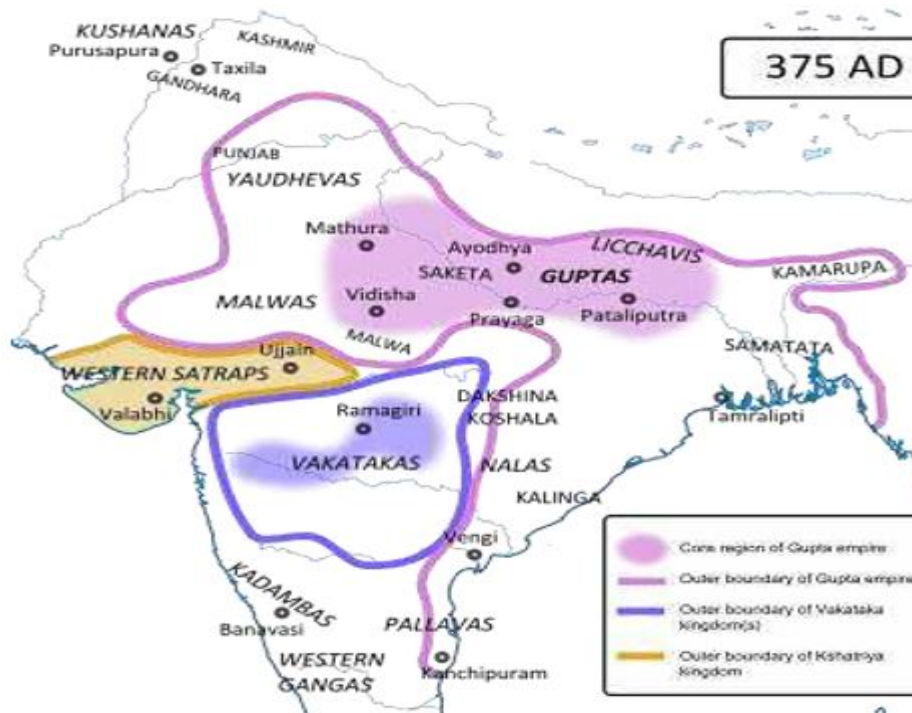 KUSHANAS
KASHMIR
Purusapura
Taxila
GANDHARA
375 AD
PUNJAB
YAUDHEVAS
Mathura
Ayodhya
LICCHAVIS
SAKETA
GUPTAS
KAMARUPA
MALWAS
Vidisha
Prayaga
Pataliputra
MALWA
SAMATATA
Ujjain
WESTERN SATRAPS
Valabhi
DAKSHINA
KOSHALA
Tamralipti
Ramagiri
VAKATAKAS
NALAS
KALINGA
Vengi
KADAMBAS
Banavasi
PALLAVAS
WESTERN
GANGAS
Kanchipuram
Core region of Gupta empire
Outer boundary of Gupta empire
Outer boundary of Vakataka
kingdom(s)
Outer boundary of Kshatriya
kingdom